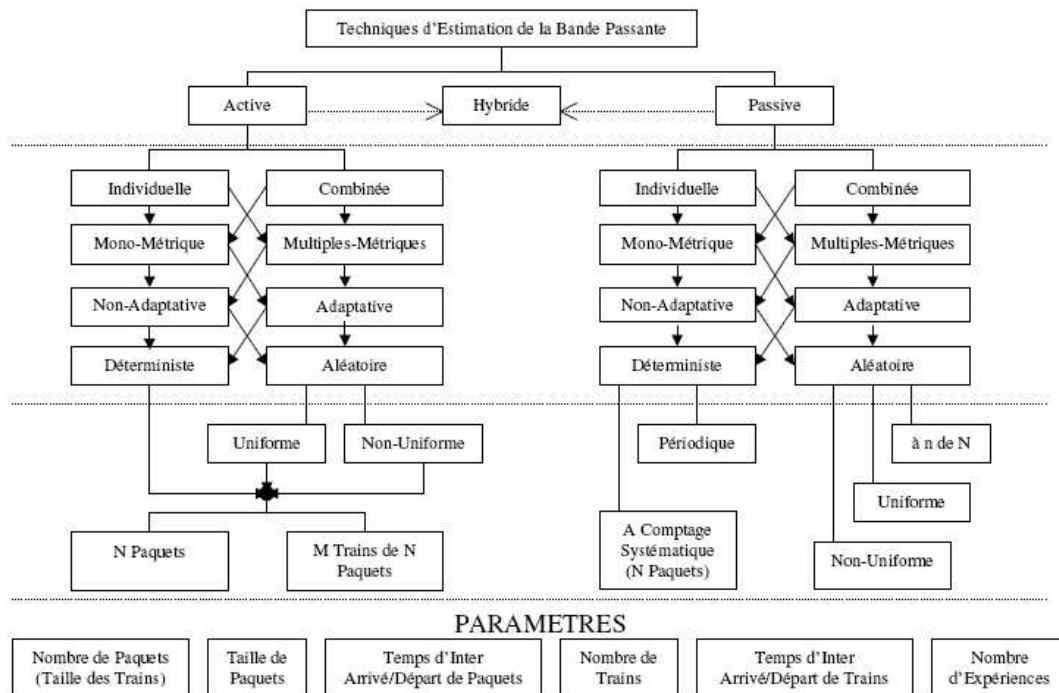 Techniques d'Estimation de la Bande Passante
Active
Hybride
Passive
Individuelle
Combinée
Individuelle
Combinée
Mono-Métrique
Multiples-Métriques
Mono-Métrique
Multiples-Métriques
Non-Adaptative
Adaptative
Non-Adaptative
Adaptative
Déterministe
Aléatoire
Déterministe
Aléatoire
Uniforme
Non-Uniforme
Périodique
à n de N
Uniforme
N Paquets
M Trains de N
Paquets
A Comptage
Systématique
(N Paquets)
Non-Uniforme
PARAMETRES
Nombre de Paquets
(Taille des Trains)
Taille de
Paquets
Temps d'Inter
Arrivé/Départ de Paquets
Nombre de
Trains
Temps d'Inter
Arrivé/Départ de Trains
Nombre
d'Expériences